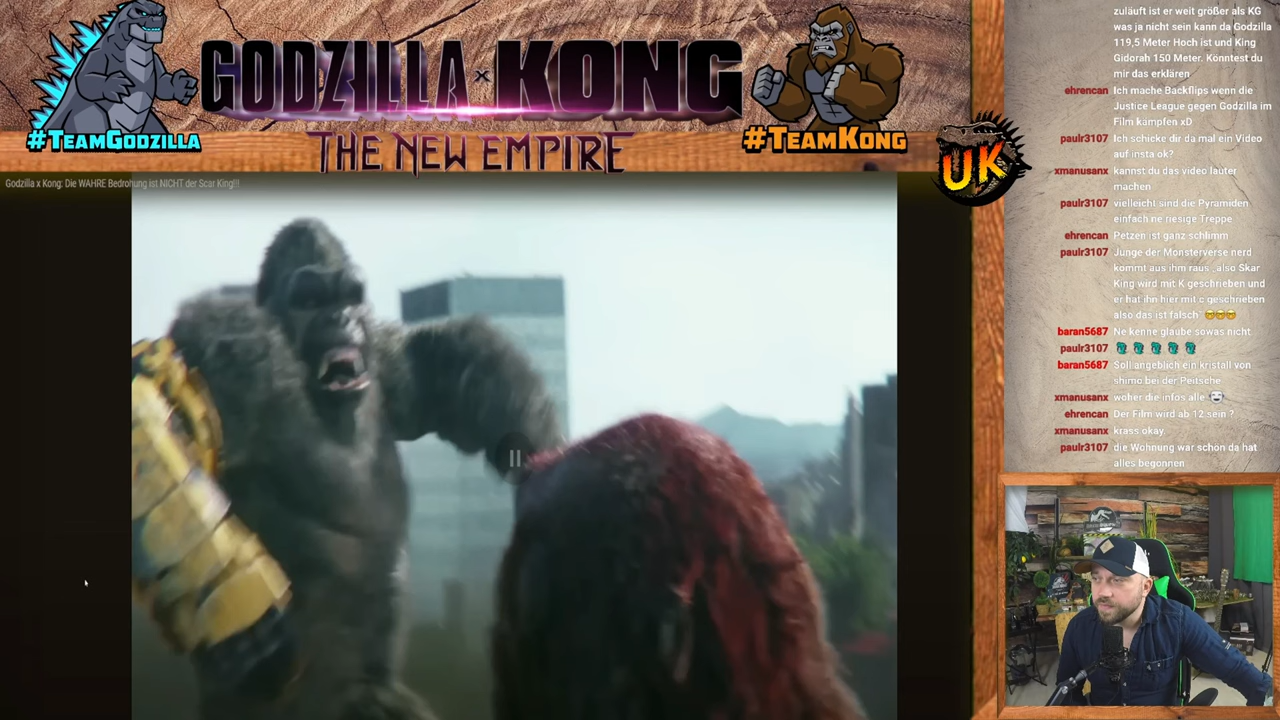 GODZILLA x KONG
THE NEW EMPIRE
#TEAMGODZILLA
#TEAMKONG
UK
Godzilla x Kong: Die WAHRE Bedrohung ist NICHT der Scar King!!!
zuläuft ist er weit größer als KG
was ja nicht sein kann da Godzilla
119,5 Meter Hoch ist und King
Gidorah 150 Meter. Könntest du
mir das erklären
ehrencan Ich mache Backflips wenn die
Justice League gegen Godzilla im
Film kämpfen xD
paulr3107 Ich schicke dir da mal ein Video
auf insta ok?
xmanusanx kannst du das video lauter
machen
paulr3107 vielleicht sind die Pyramiden
einfach ne riesige Treppe
ehrencan Petzen ist ganz schlimm
paulr3107 Junge der Monsterverse nerd
kommt aus ihm raus „also Skar
King wird mit K geschrieben und
er hat ihn hier mit c geschrieben
also das ist falsch“
baran5687 Ne kenne glaube sowas nicht
paulr3107
baran5687 Soll angeblich ein kristall von
shimo bei der Peitsche
xmanusanx woher die infos alle
ehrencan Der Film wird ab 12 sein ?
xmanusanx krass okay
paulr3107 die Wohnung war schön da hat
alles begonnen